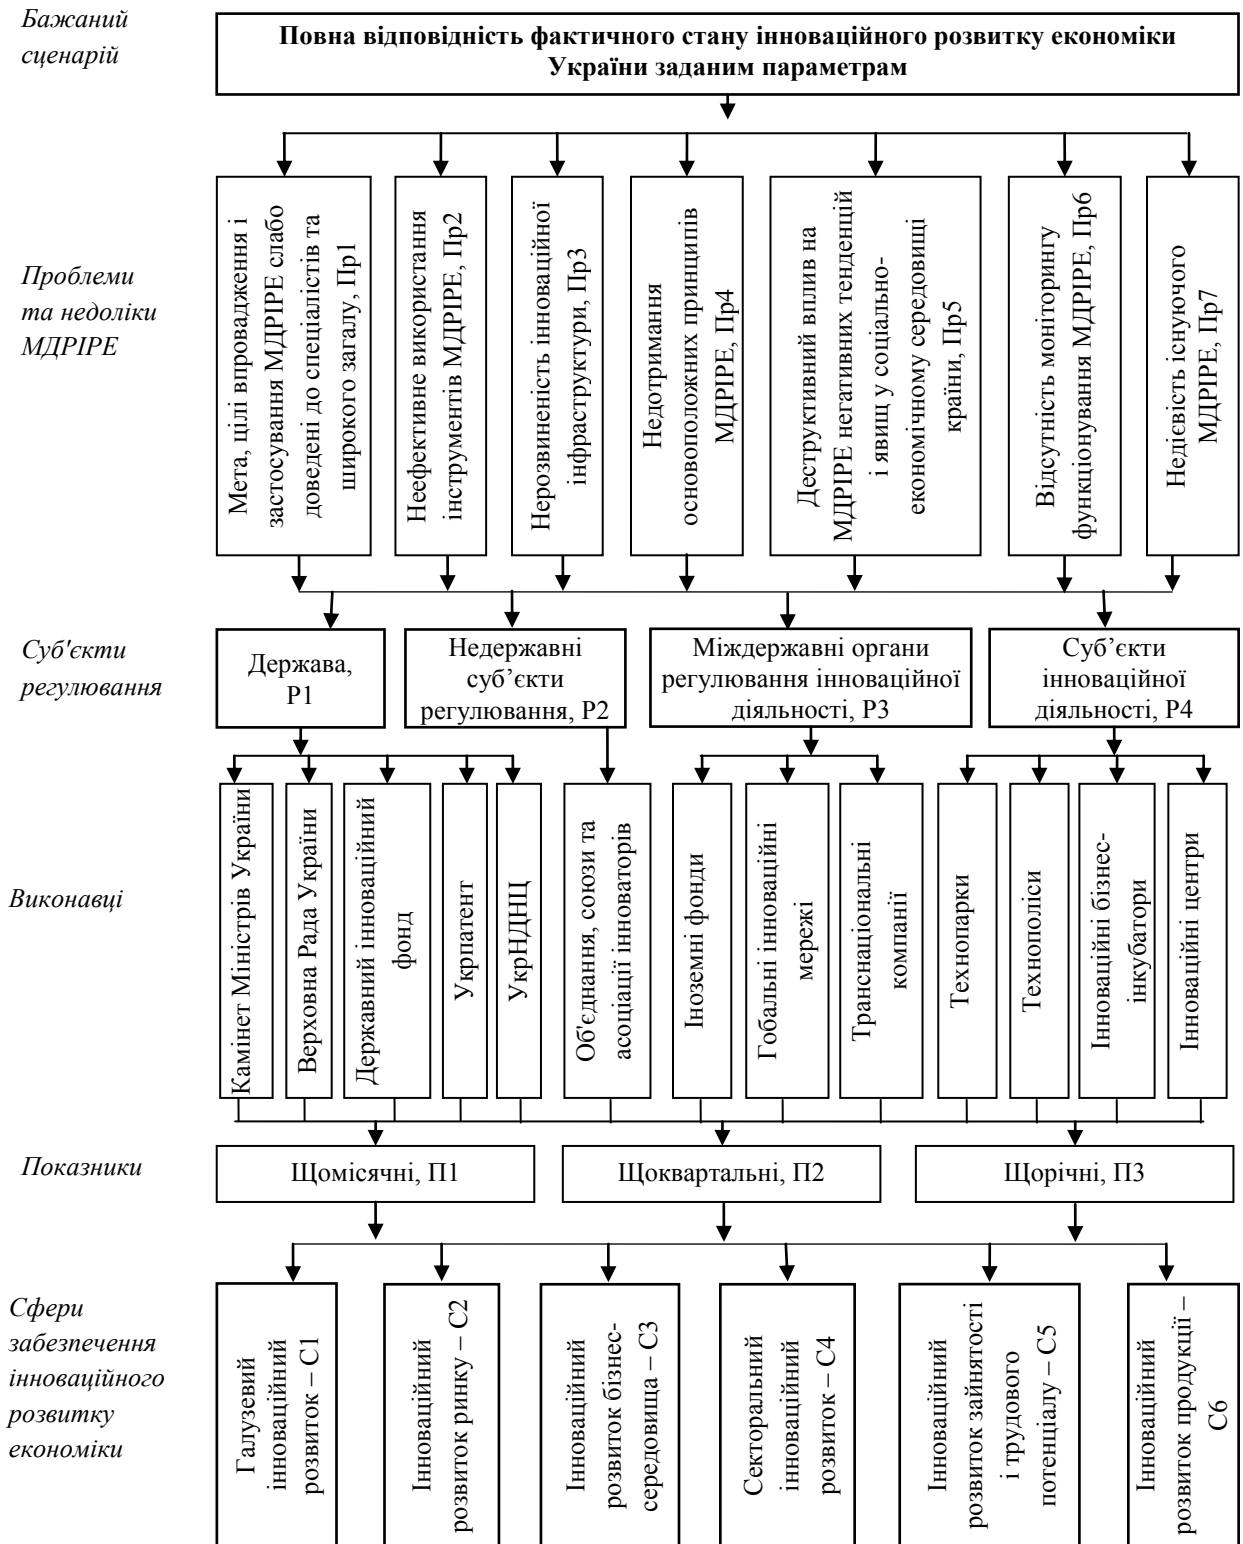 Бажаний
сценарій
Повна відповідність фактичного стану інноваційного розвитку економіки
України заданим параметрам
Проблеми
та недоліки
МДРІРЕ
Мета, цілі впровадження і
застосування МДРІРЕ слабо
доведені до спеціалістів та
широкого загалу, Пр1
Неефективне використання
інструментів МДРІРЕ, Пр2
Нерозвиненість інноваційної
інфраструктури, Пр3
Недотримання
основоположних принципів
МДРІРЕ, Пр4
Деструктивний вплив на
МДРІРЕ негативних тенденцій
і явищ у соціально-
економічному середовищі
країни, Пр5
Відсутність моніторингу
функціонування МДРІРЕ, Пр6
Недієвість існуючого
МДРІРЕ, Пр7
Суб'єкти
регулювання
Держава,
Р1
Недержавні
суб’єкти
регулювання, Р2
Міждержавні органи
регулювання інноваційної
діяльності, Р3
Суб’єкти
інноваційної
діяльності, Р4
Виконавці
Камінет Міністрів України
Верховна Рада України
Державний інноваційний
фонд
Укрпатент
УкрНДНЦ
Об'єднання, союзи та
асоціації інноваторів
Іноземні фонди
Гобальні інноваційні
мережі
Транснаціональні
компанії
Технопарки
Технополіси
Інноваційні бізнес-
інкубатори
Інноваційні центри
Показники
Щомісячні, П1
Щоквартальні, П2
Щорічні, П3
Сфери
забезпечення
інноваційного
розвитку
економіки
Галузевий
інноваційний
розвиток – С1
Інноваційний
розвиток ринку – С2
Інноваційний
розвиток бізнес-
середовища – С3
Секторальний
інноваційний
розвиток – С4
Інноваційний
розвиток зайнятості
і трудового
потенціалу – С5
Інноваційний
розвиток продукції –
С6